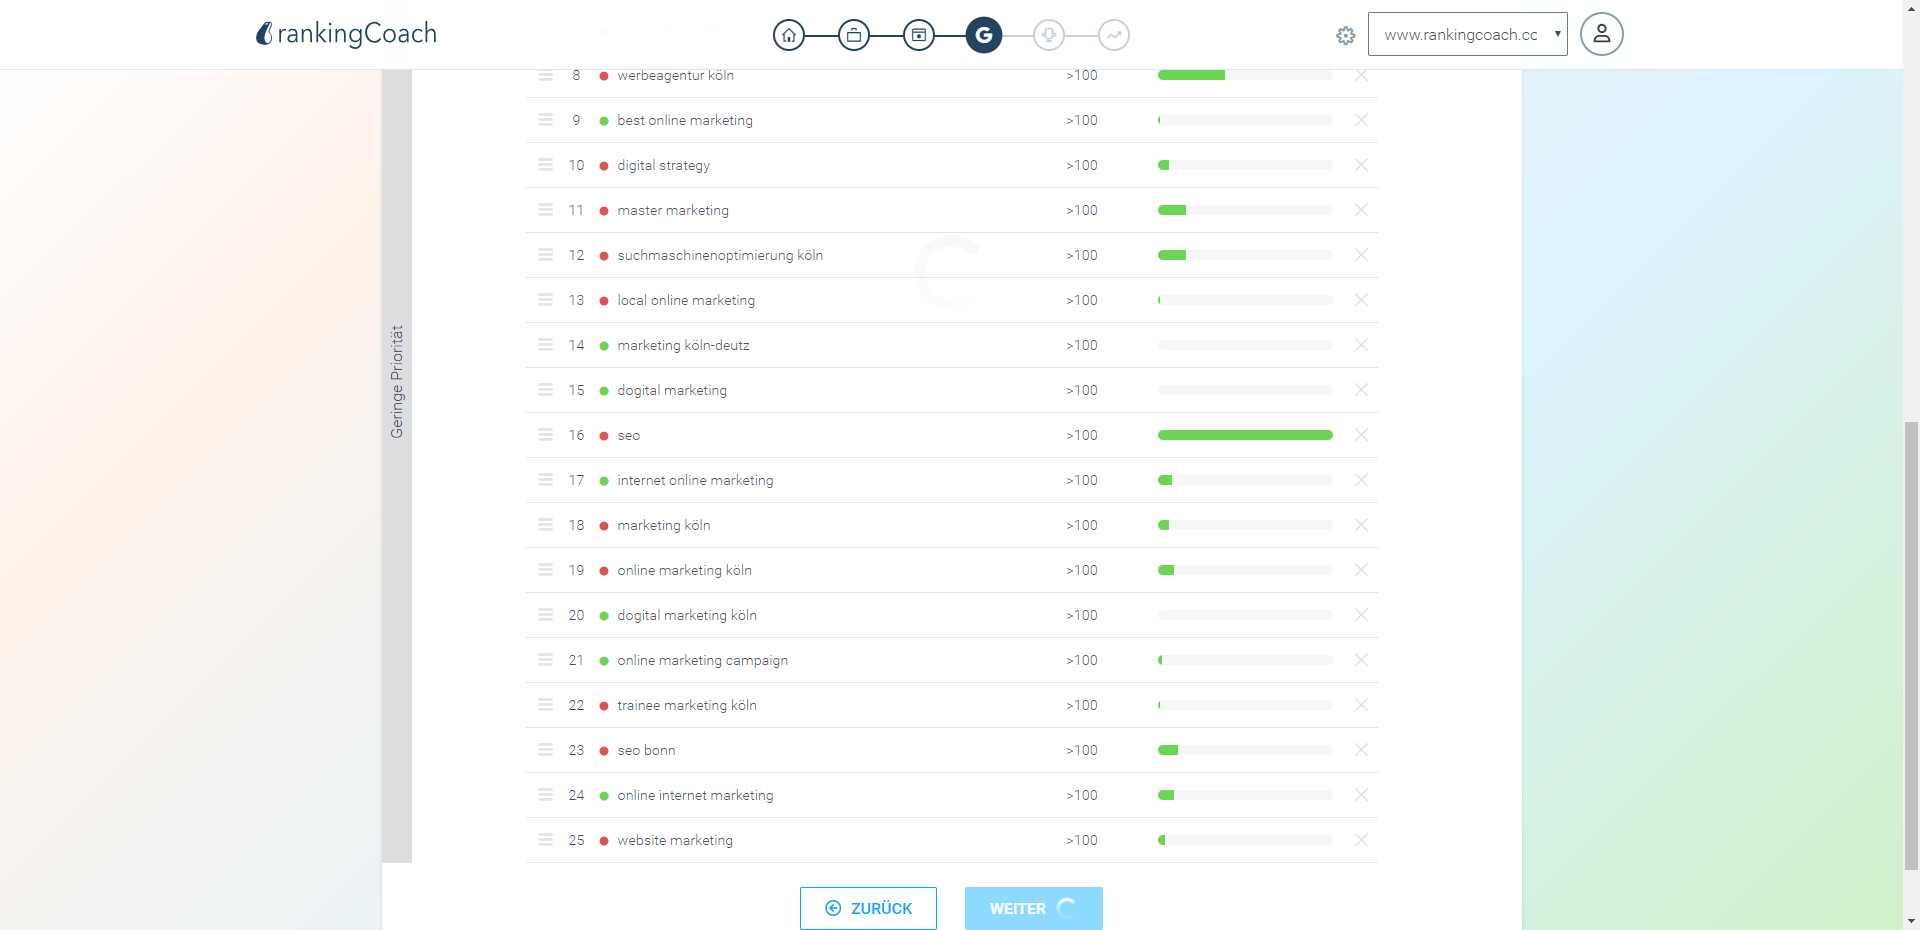 rankingCoach
G
www.rankingcoach.cc
Geringe Priorität
8 werbeagentur köln >100
9 best online marketing >100
10 digital strategy >100
11 master marketing >100
12 suchmaschinenoptimierung köln >100
13 local online marketing >100
14 marketing köln-deutz >100
15 dogital marketing >100
16 seo >100
17 internet online marketing >100
18 marketing köln >100
19 online marketing köln >100
20 dogital marketing köln >100
21 online marketing campaign >100
22 trainee marketing köln >100
23 seo bonn >100
24 online internet marketing >100
25 website marketing >100
ZURÜCK
WEITER